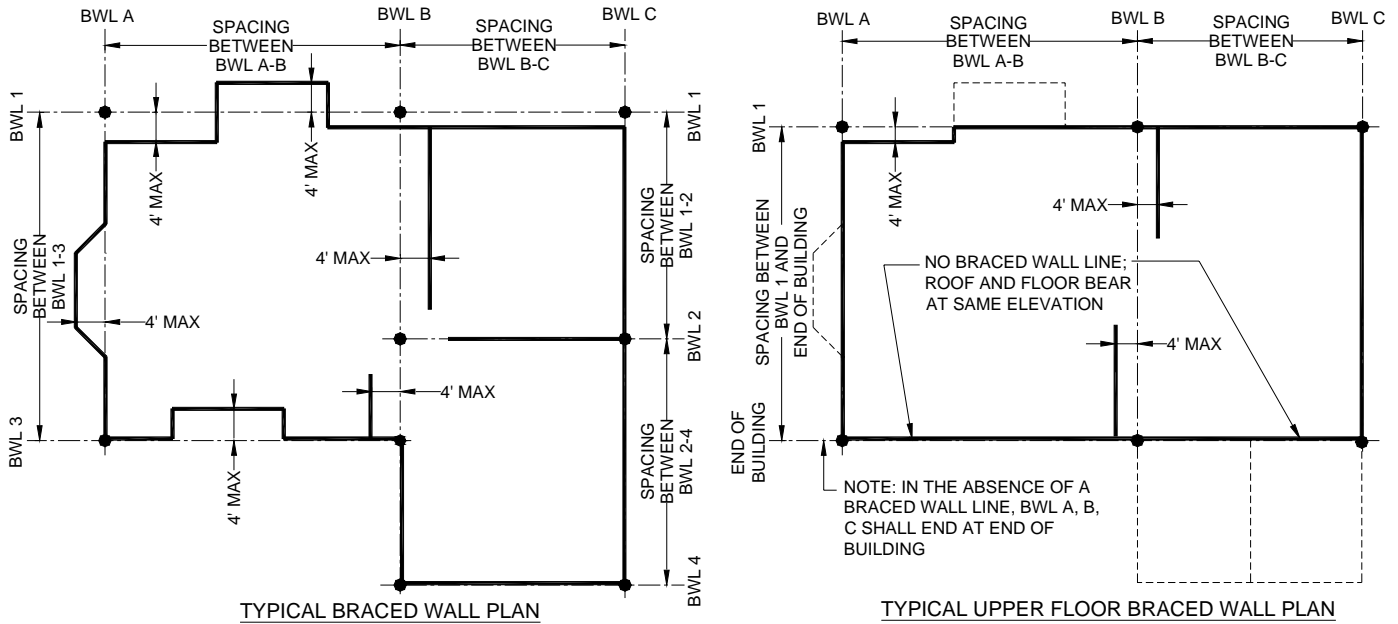 BWL A
SPACING
BETWEEN
BWL A-B
BWL B
SPACING
BETWEEN
BWL B-C
BWL C
BWL 1
BWL 1
4' MAX
4' MAX
SPACING
BETWEEN
BWL 1-3
4' MAX
SPACING
BETWEEN
BWL 1-2
4' MAX
BWL 2
4' MAX
BWL 3
4' MAX
SPACING
BETWEEN
BWL 2-4
BWL 4
TYPICAL BRACED WALL PLAN
BWL A
SPACING
BETWEEN
BWL A-B
BWL B
SPACING
BETWEEN
BWL B-C
BWL C
BWL 1
4' MAX
4' MAX
SPACING BETWEEN
BWL 1 AND
END OF BUILDING
NO BRACED WALL LINE;
ROOF AND FLOOR BEAR
AT SAME ELEVATION
4' MAX
END OF
BUILDING
NOTE: IN THE ABSENCE OF A
BRACED WALL LINE, BWL A, B,
C SHALL END AT END OF
BUILDING
TYPICAL UPPER FLOOR BRACED WALL PLAN